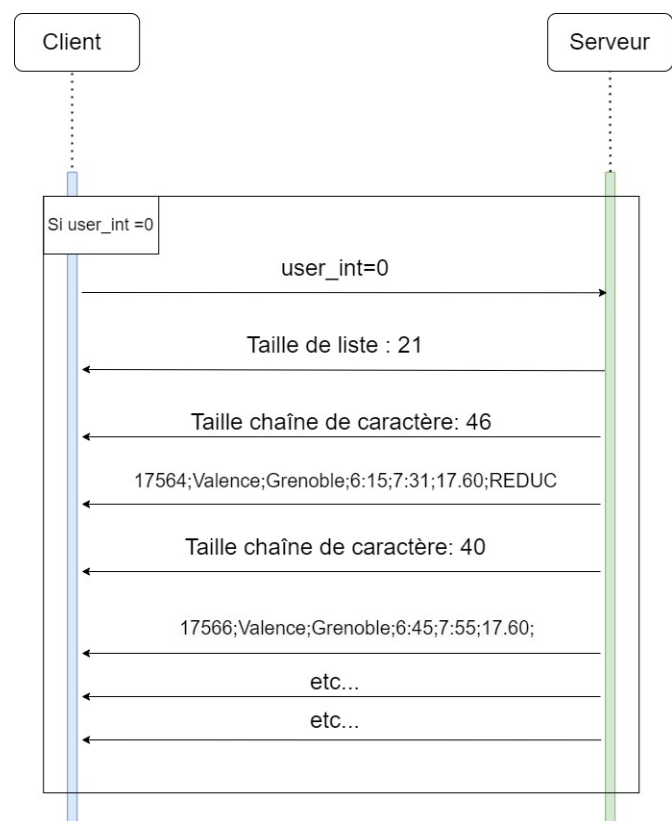 Client
Serveur
Si user_int =0
user_int=0
Taille de liste : 21
Taille chaîne de caractère: 46
17564;Valence;Grenoble;6:15;7:31;17.60;REDUC
Taille chaîne de caractère: 40
17566;Valence;Grenoble;6:45;7:55;17.60;
etc...
etc...